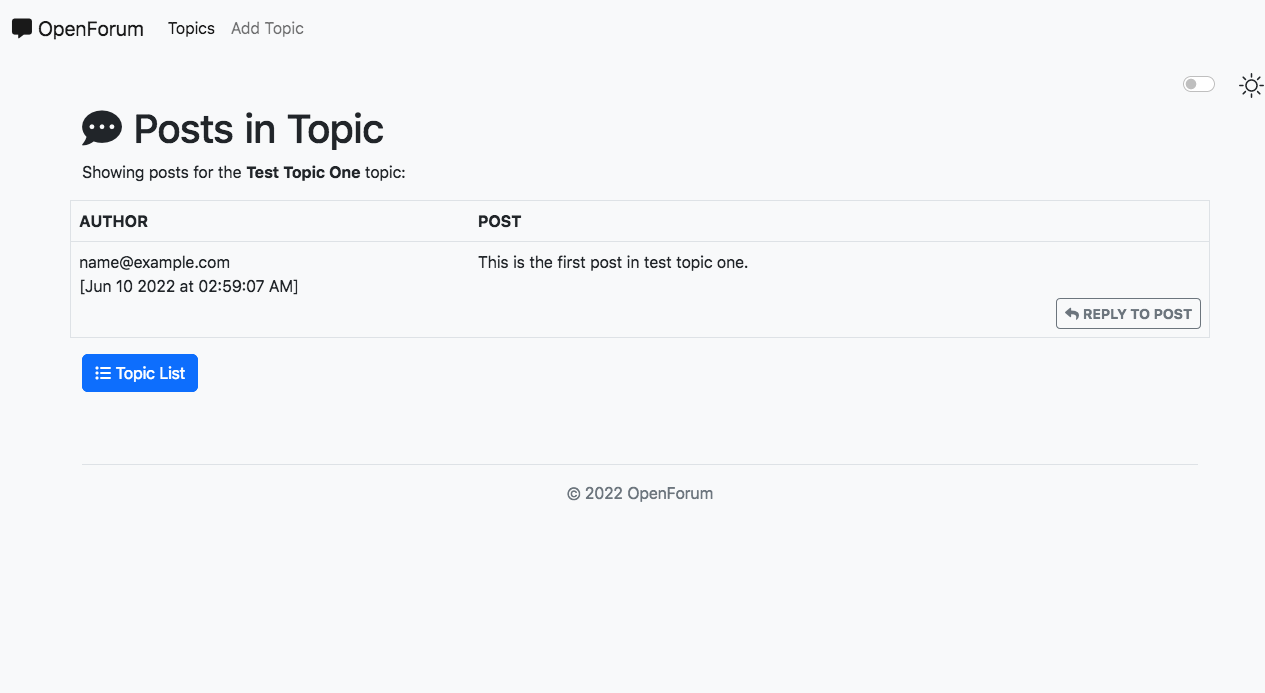 OpenForum Topics Add Topic
Posts in Topic
Showing posts for the Test Topic One topic:
AUTHOR POST
name@example.com This is the first post in test topic one.
[Jun 10 2022 at 02:59:07 AM]
REPLY TO POST
Topic List
© 2022 OpenForum